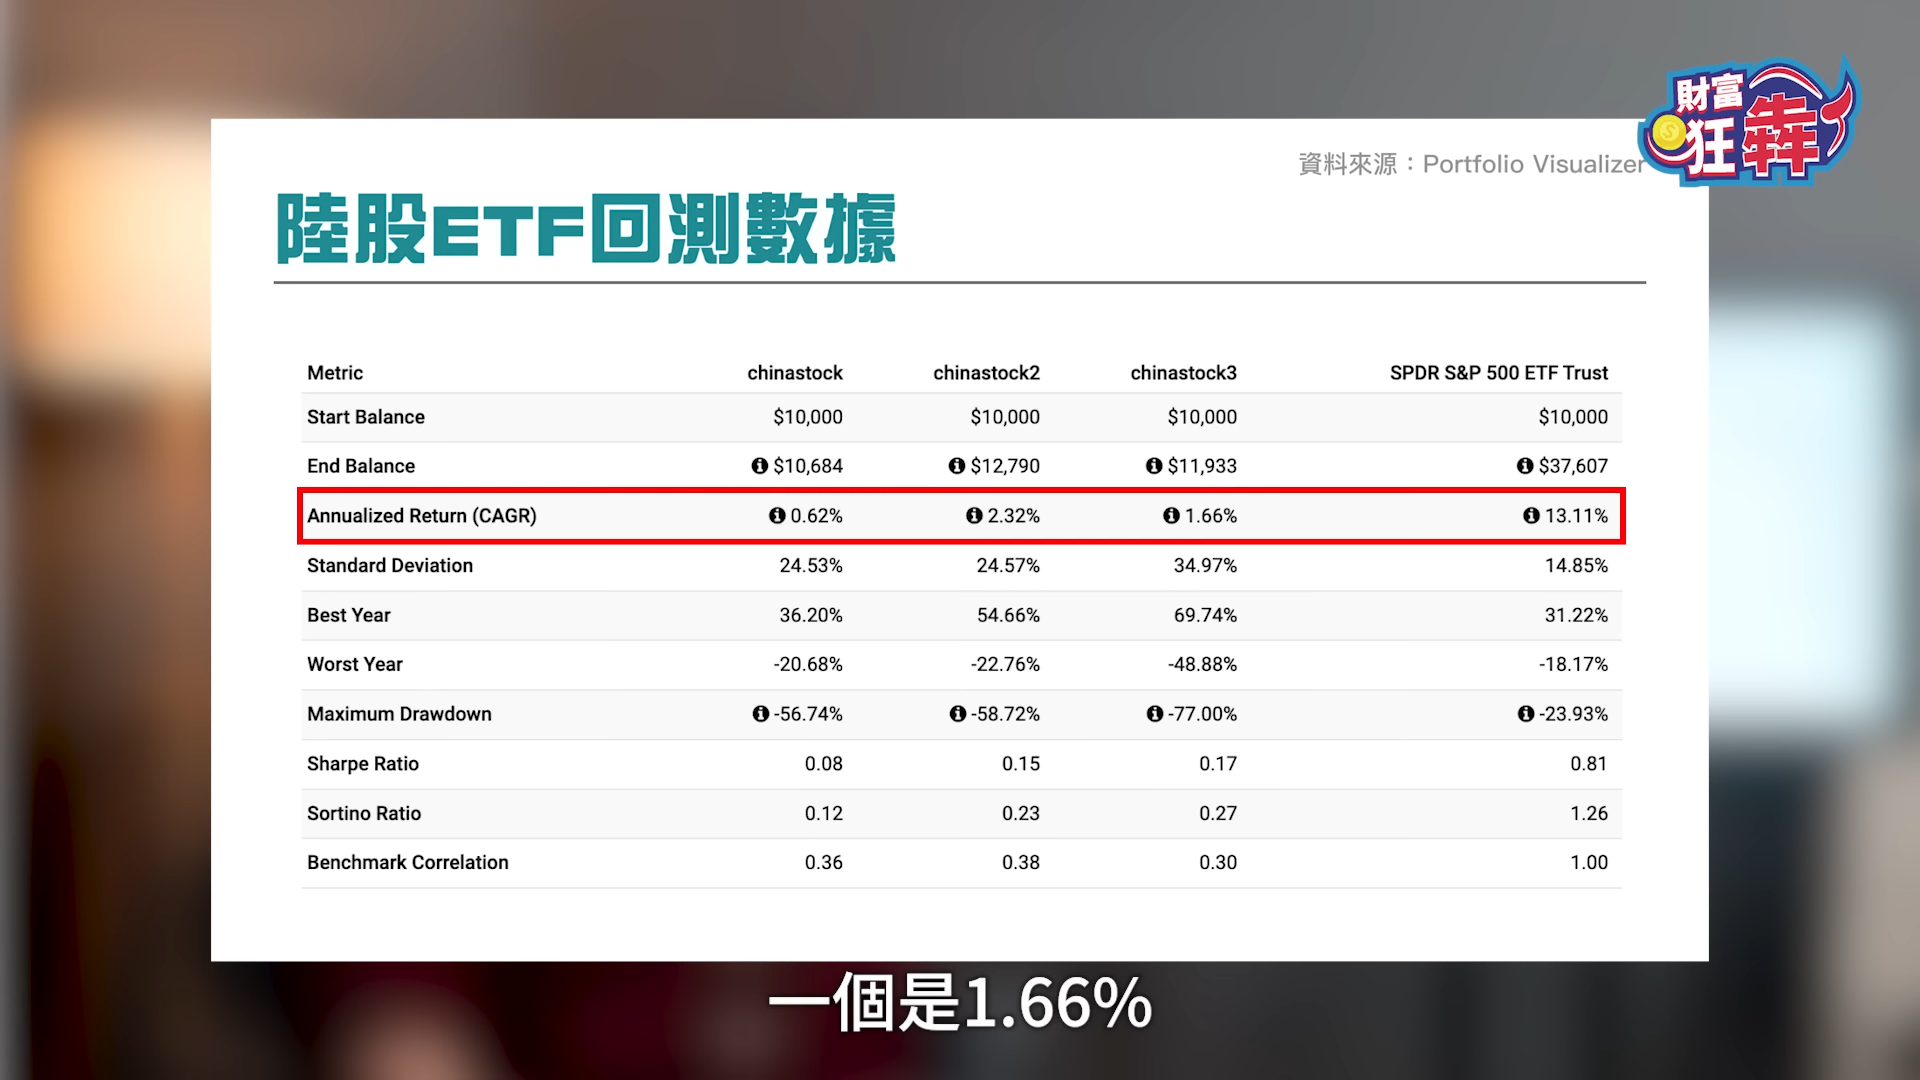 財富
狂犇
資料來源：Portfolio Visualizer
陸股ETF回測數據
Metric chinastock chinastock2 chinastock3 SPDR S&P 500 ETF Trust
Start Balance $10,000 $10,000 $10,000 $10,000
End Balance $10,684 $12,790 $11,933 $37,607
Annualized Return (CAGR) 0.62% 2.32% 1.66% 13.11%
Standard Deviation 24.53% 24.57% 34.97% 14.85%
Best Year 36.20% 54.66% 69.74% 31.22%
Worst Year -20.68% -22.76% -48.88% -18.17%
Maximum Drawdown -56.74% -58.72% -77.00% -23.93%
Sharpe Ratio 0.08 0.15 0.17 0.81
Sortino Ratio 0.12 0.23 0.27 1.26
Benchmark Correlation 0.36 0.38 0.30 1.00
一個是1.66%